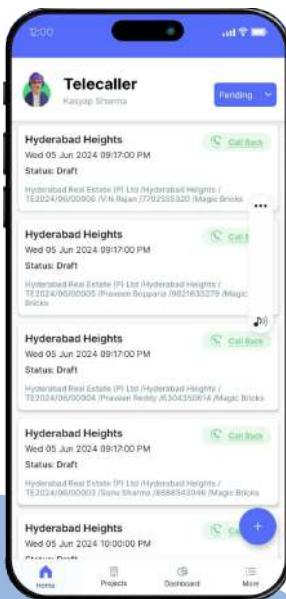 12:00
Telecaller
Kasyap Sharma
Pending
Hyderabad Heights
Call Back
Wed 05 Jun 2024 09:17:00 PM
Status: Draft
Hyderabad Real Estate (P) Ltd /Hyderabad Heights /
TE2024/06/00006 /V.N Rajan /7702555320 /Magic Bricks
Hyderabad Heights
Wed 05 Jun 2024 09:17:00 PM
Status: Draft
Hyderabad Real Estate (P) Ltd /Hyderabad Heights /
TE2024/06/00005 /Praveen Boppana /9821635279 /Magic
Bricks
Hyderabad Heights
Call Back
Wed 05 Jun 2024 09:17:00 PM
Status: Draft
Hyderabad Real Estate (P) Ltd /Hyderabad Heights /
TE2024/06/00004 /Praveen Reddy /6304350614 /Magic Bricks
Hyderabad Heights
Call Back
Wed 05 Jun 2024 09:17:00 PM
Status: Draft
Hyderabad Real Estate (P) Ltd /Hyderabad Heights /
TE2024/06/00003 /Sonu Sharma /8686543046 /Magic Bricks
Hyderabad Heights
Wed 05 Jun 2024 10:00:00 PM
Home
Projects
Dashboard
More